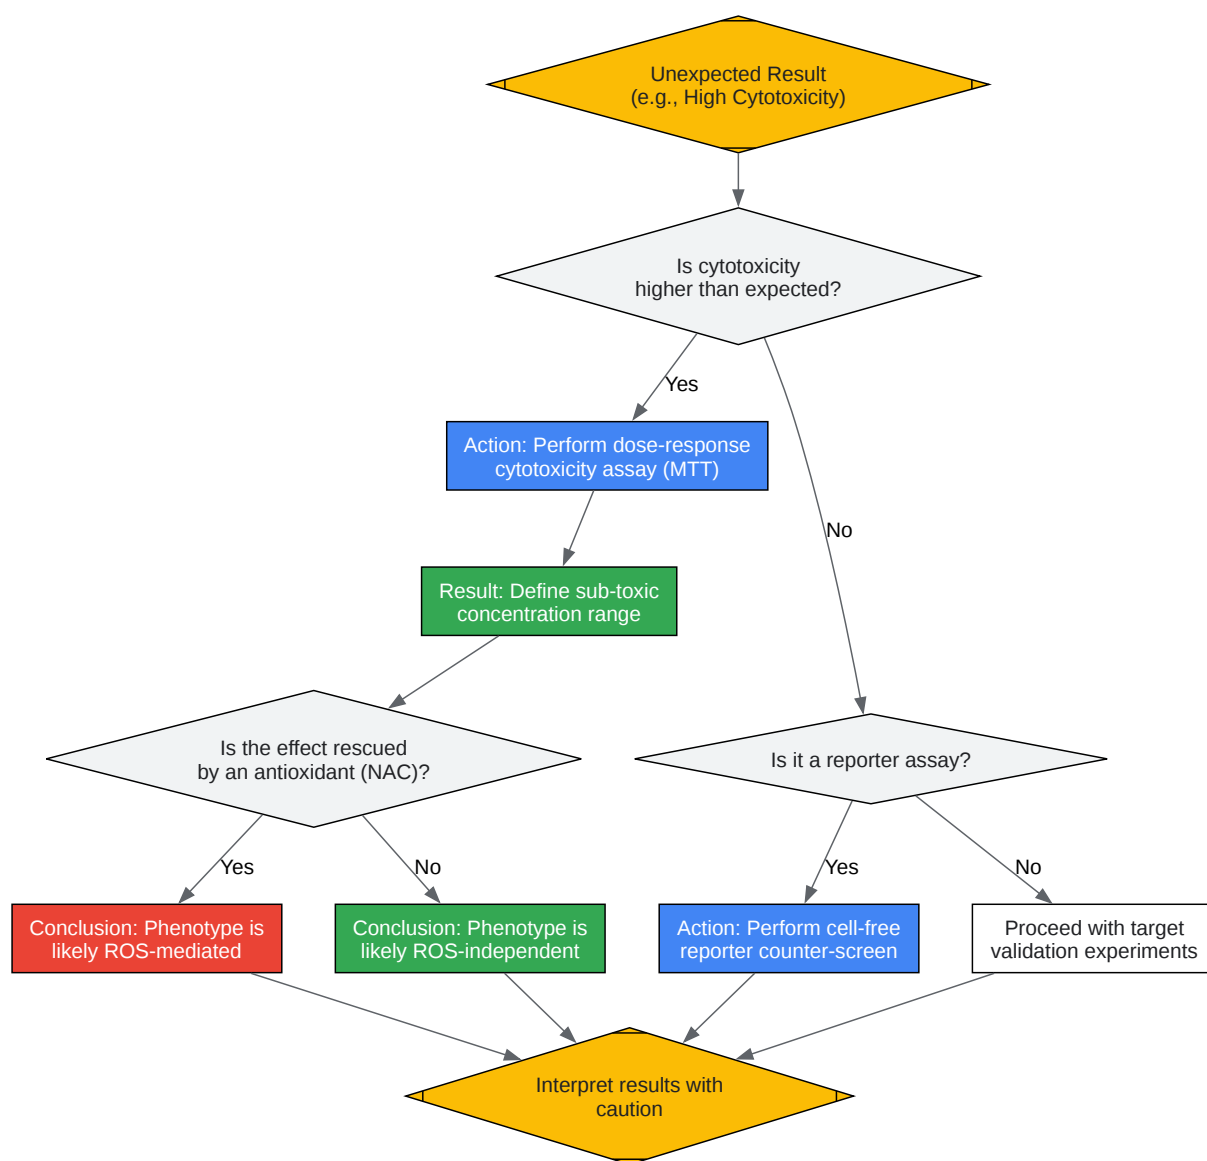 Unexpected Result
(e.g., High Cytotoxicity)
Is cytotoxicity
higher than expected?
Yes
Action: Perform dose-response
cytotoxicity assay (MTT)
No
Result: Define sub-toxic
concentration range
Is the effect rescued
by an antioxidant (NAC)?
Is it a reporter assay?
Yes
No
Yes
No
Conclusion: Phenotype is
likely ROS-mediated
Conclusion: Phenotype is
likely ROS-independent
Action: Perform cell-free
reporter counter-screen
Proceed with target
validation experiments
Interpret results with
caution